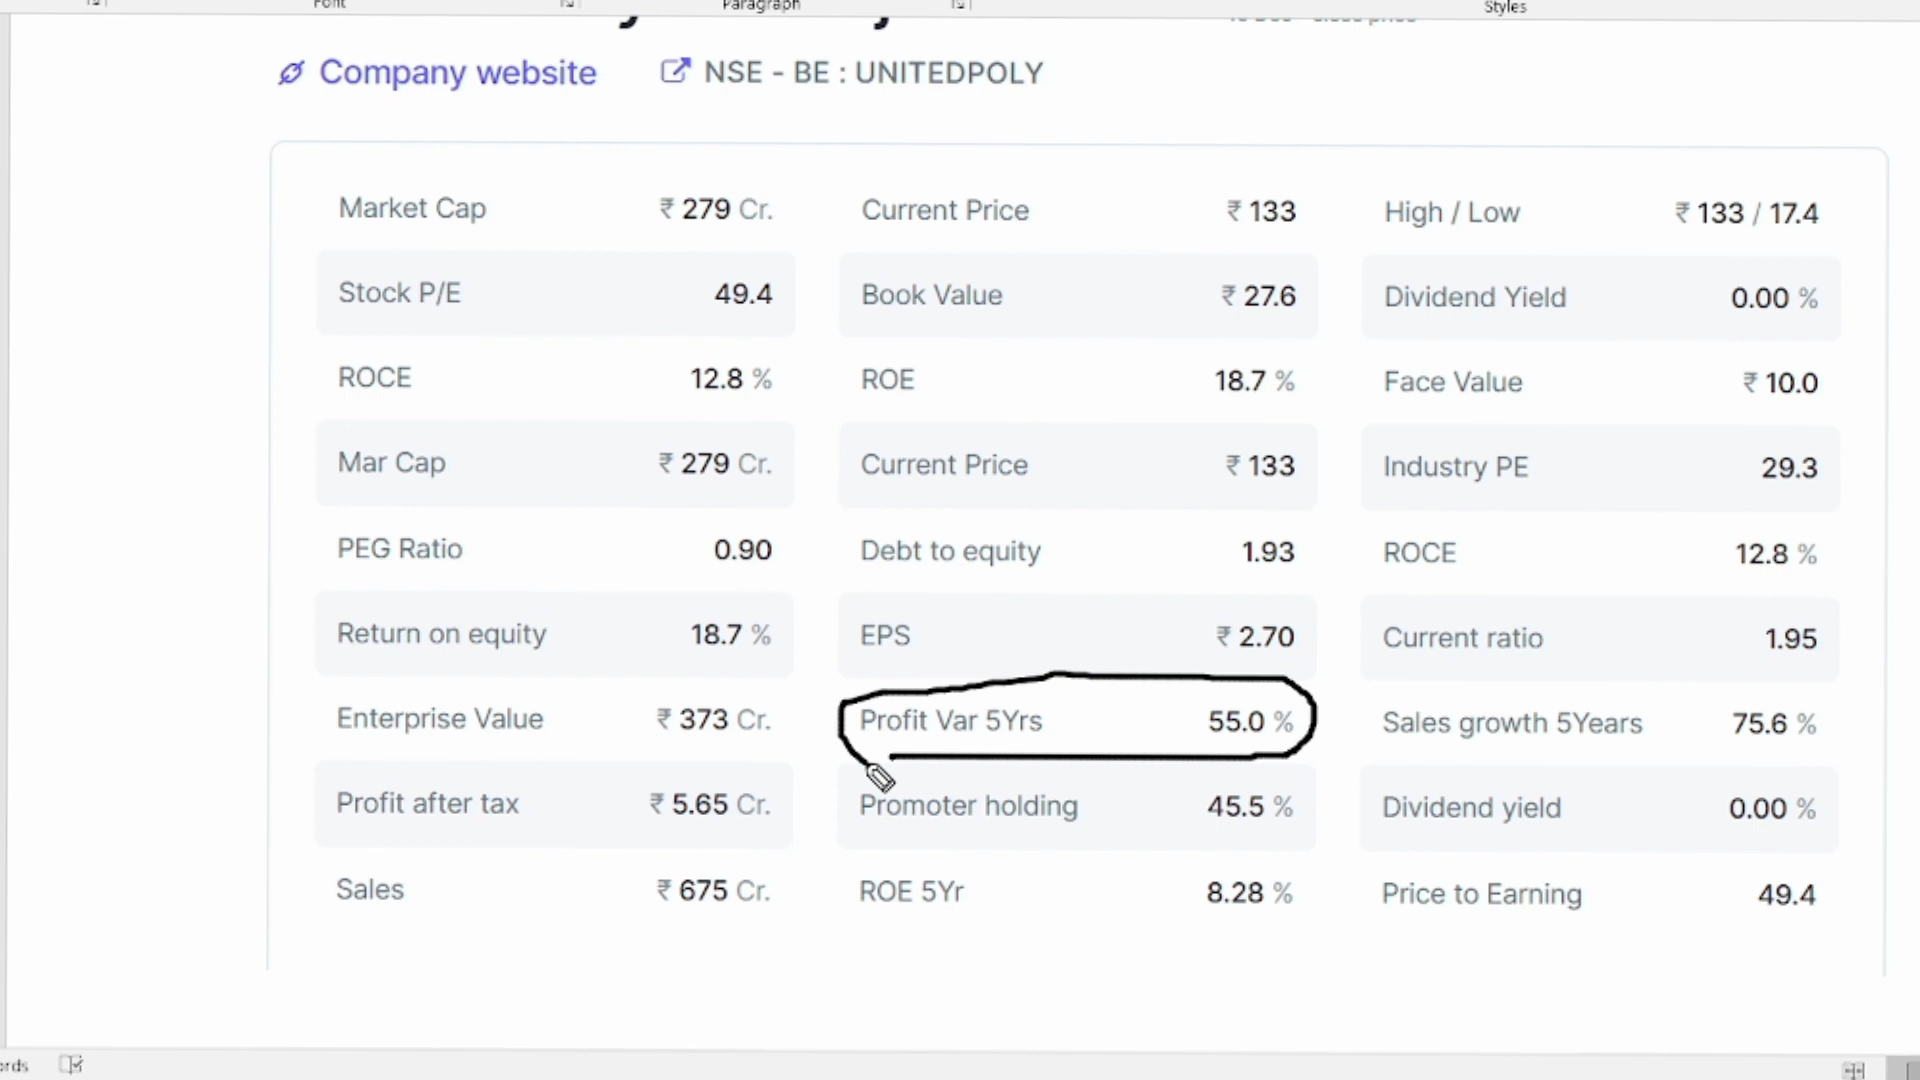 Font Paragraph Styles
Company website NSE - BE : UNITEDPOLY
Market Cap ₹ 279 Cr. Current Price ₹ 133 High / Low ₹ 133 / 17.4
Stock P/E 49.4 Book Value ₹ 27.6 Dividend Yield 0.00 %
ROCE 12.8 % ROE 18.7 % Face Value ₹ 10.0
Mar Cap ₹ 279 Cr. Current Price ₹ 133 Industry PE 29.3
PEG Ratio 0.90 Debt to equity 1.93 ROCE 12.8 %
Return on equity 18.7 % EPS ₹ 2.70 Current ratio 1.95
Enterprise Value ₹ 373 Cr. Profit Var 5Yrs 55.0 % Sales growth 5Years 75.6 %
Profit after tax ₹ 5.65 Cr. Promoter holding 45.5 % Dividend yield 0.00 %
Sales ₹ 675 Cr. ROE 5Yr 8.28 % Price to Earning 49.4